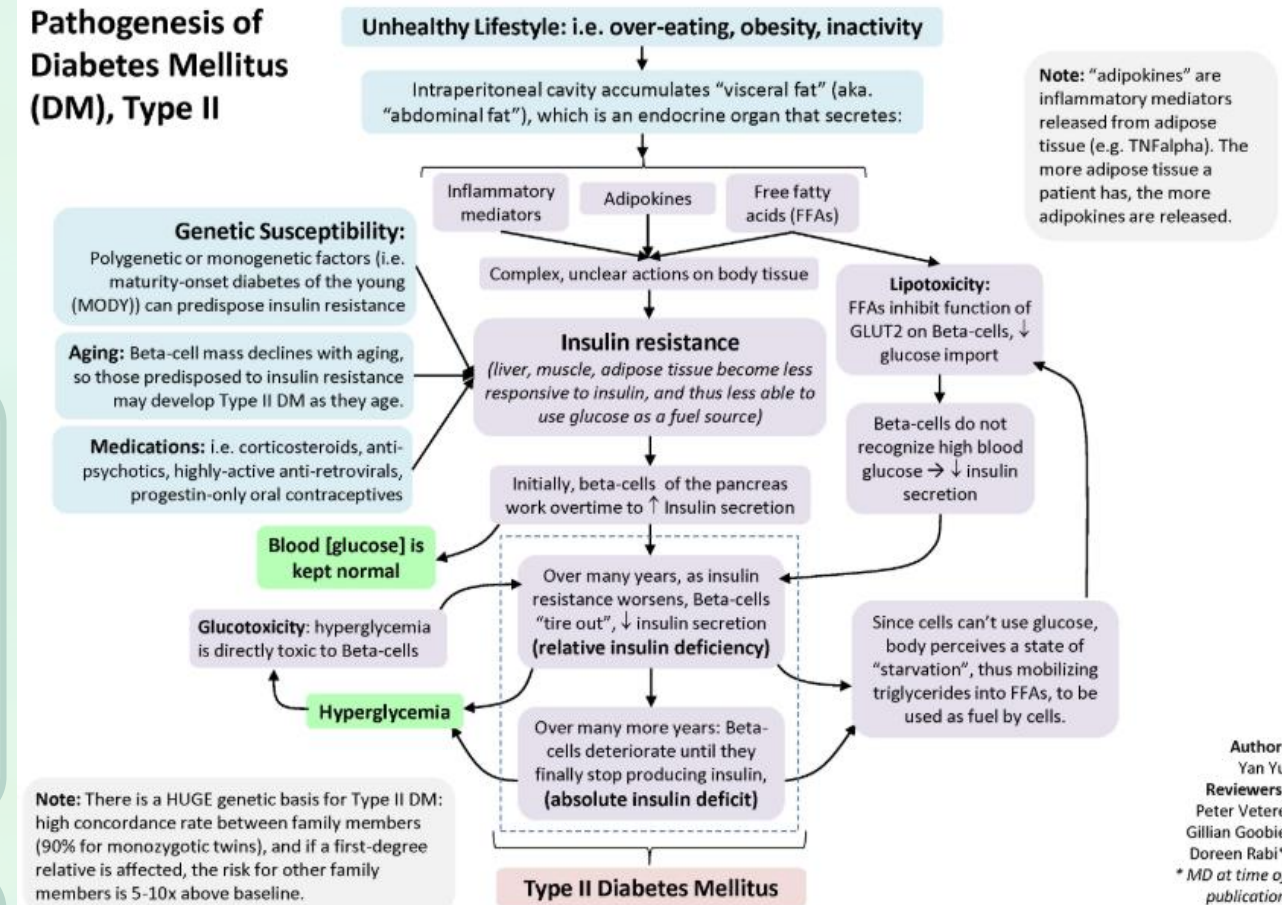 Pathogenesis of
Diabetes Mellitus
(DM), Type II
Unhealthy Lifestyle: i.e. over-eating, obesity, inactivity
Intraperitoneal cavity accumulates “visceral fat” (aka.
“abdominal fat”), which is an endocrine organ that secretes:
Note: “adipokines” are
inflammatory mediators
released from adipose
tissue (e.g. TNFalpha). The
more adipose tissue a
patient has, the more
adipokines are released.
Inflammatory
mediators
Adipokines
Free fatty
acids (FFAs)
Genetic Susceptibility:
Polygenetic or monogenetic factors (i.e.
maturity-onset diabetes of the young
(MODY)) can predispose insulin resistance
Complex, unclear actions on body tissue
Lipotoxicity:
FFAs inhibit function of
GLUT2 on Beta-cells, ↓
glucose import
Aging: Beta-cell mass declines with aging,
so those predisposed to insulin resistance
may develop Type II DM as they age.
Insulin resistance
(liver, muscle, adipose tissue become less
responsive to insulin, and thus less able to
use glucose as a fuel source)
Medications: i.e. corticosteroids, anti-
psychotics, highly-active anti-retrovirals,
progestin-only oral contraceptives
Beta-cells do not
recognize high blood
glucose → ↓ insulin
secretion
Initially, beta-cells of the pancreas
work overtime to ↑ Insulin secretion
Blood [glucose] is
kept normal
Over many years, as insulin
resistance worsens, Beta-cells
“tire out”, ↓ insulin secretion
(relative insulin deficiency)
Glucotoxicity: hyperglycemia
is directly toxic to Beta-cells
Since cells can’t use glucose,
body perceives a state of
“starvation”, thus mobilizing
triglycerides into FFAs, to be
used as fuel by cells.
Hyperglycemia
Over many more years: Beta-
cells deteriorate until they
finally stop producing insulin,
(absolute insulin deficit)
Note: There is a HUGE genetic basis for Type II DM:
high concordance rate between family members
(90% for monozygotic twins), and if a first-degree
relative is affected, the risk for other family
members is 5-10x above baseline.
Type II Diabetes Mellitus
Author
Yan Yu
Reviewers
Peter Vetere
Gillian Goobie
Doreen Rabi*
* MD at time of
publication